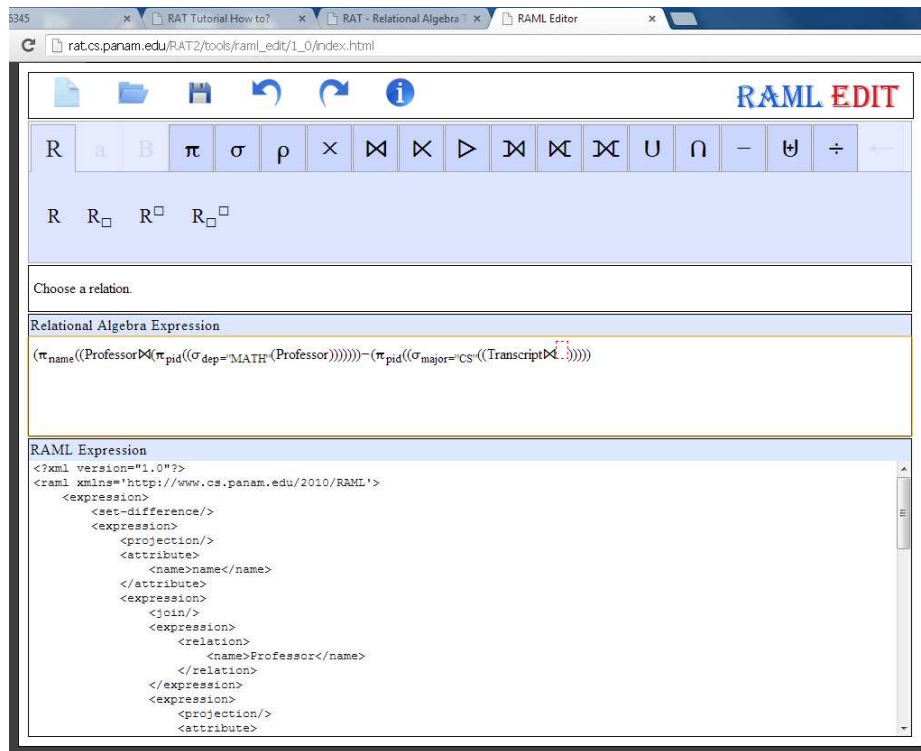 5345 RAT Tutorial How to? RAT - Relational Algebra T RAML Editor
rat.cs.panam.edu/RAT2/tools/raml_edit/1_0/index.html
RAML EDIT
R a B π σ ρ × ⋈ ⋉ ▷ ⟕ ⟖ ⟗ ∪ ∩ − ⊎ ÷ ←
R R□ R□ R□□
Choose a relation.
Relational Algebra Expression
(πname((Professor⋈(πpid((σdep="MATH"(Professor)))))))−(πpid((σmajor="CS"((Transcript⋈ )))))
RAML Expression
<?xml version="1.0"?>
<raml xmlns='http://www.cs.panam.edu/2010/RAML'>
<expression>
<set-difference/>
<expression>
<projection/>
<attribute>
<name>name</name>
</attribute>
<expression>
<join/>
<expression>
<relation>
<name>Professor</name>
</relation>
</expression>
<expression>
<projection/>
<attribute>